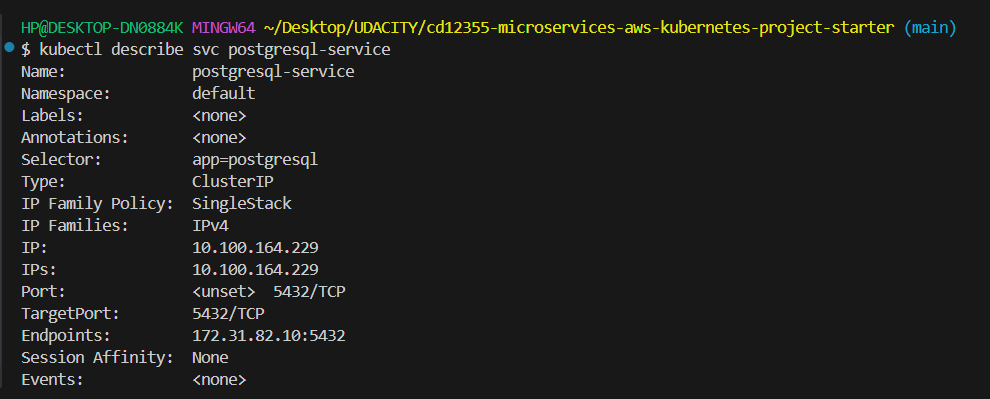 HP@DESKTOP-DN0884K MINGW64 ~/Desktop/UDACITY/cd12355-microservices-aws-kubernetes-project-starter (main)
$ kubectl describe svc postgresql-service
Name:              postgresql-service
Namespace:         default
Labels:            <none>
Annotations:       <none>
Selector:          app=postgresql
Type:              ClusterIP
IP Family Policy:  SingleStack
IP Families:       IPv4
IP:                10.100.164.229
IPs:               10.100.164.229
Port:              <unset>  5432/TCP
TargetPort:        5432/TCP
Endpoints:         172.31.82.10:5432
Session Affinity:  None
Events:            <none>